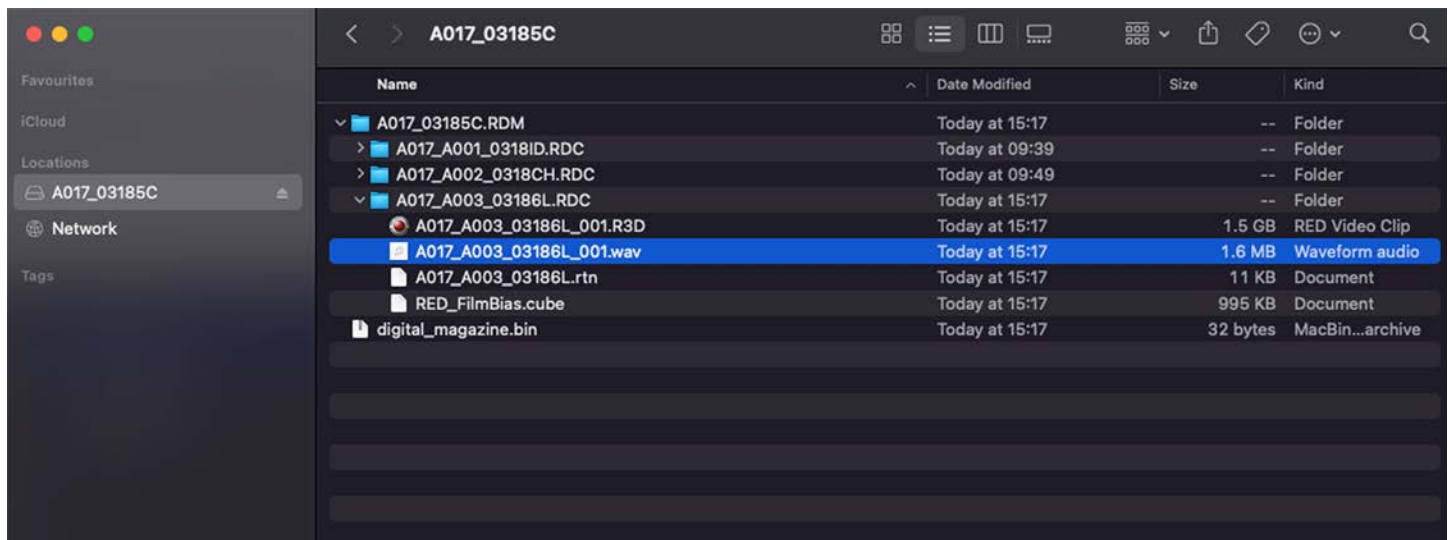 A017_03185C
Favourites
iCloud
Locations
A017_03185C
Network
Tags
Name Date Modified Size Kind
A017_03185C.RDM Today at 15:17 -- Folder
A017_A001_0318ID.RDC Today at 09:39 -- Folder
A017_A002_0318CH.RDC Today at 09:49 -- Folder
A017_A003_03186L.RDC Today at 15:17 -- Folder
A017_A003_03186L_001.R3D Today at 15:17 1.5 GB RED Video Clip
A017_A003_03186L_001.wav Today at 15:17 1.6 MB Waveform audio
A017_A003_03186L.rtn Today at 15:17 11 KB Document
RED_FilmBias.cube Today at 15:17 995 KB Document
digital_magazine.bin Today at 15:17 32 bytes MacBin...archive